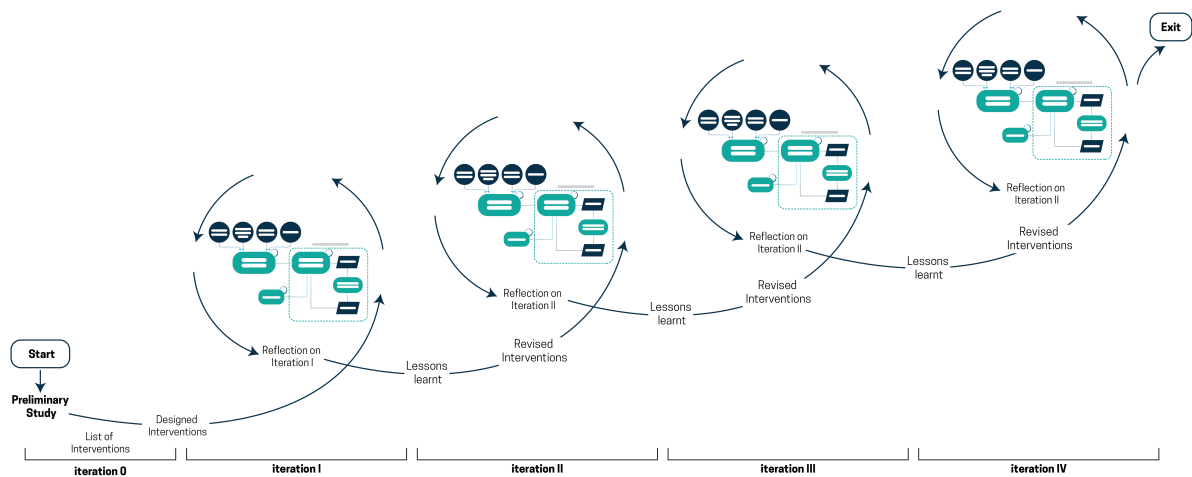 Start
Preliminary
Study
List of
Interventions
Designed
Interventions
iteration 0
Reflection on
Iteration I
Lessons
learnt
Revised
Interventions
iteration I
Reflection on
Iteration II
Lessons
learnt
Revised
Interventions
iteration II
Reflection on
Iteration II
Lessons
learnt
Revised
Interventions
iteration III
Reflection on
Iteration II
Exit
iteration IV